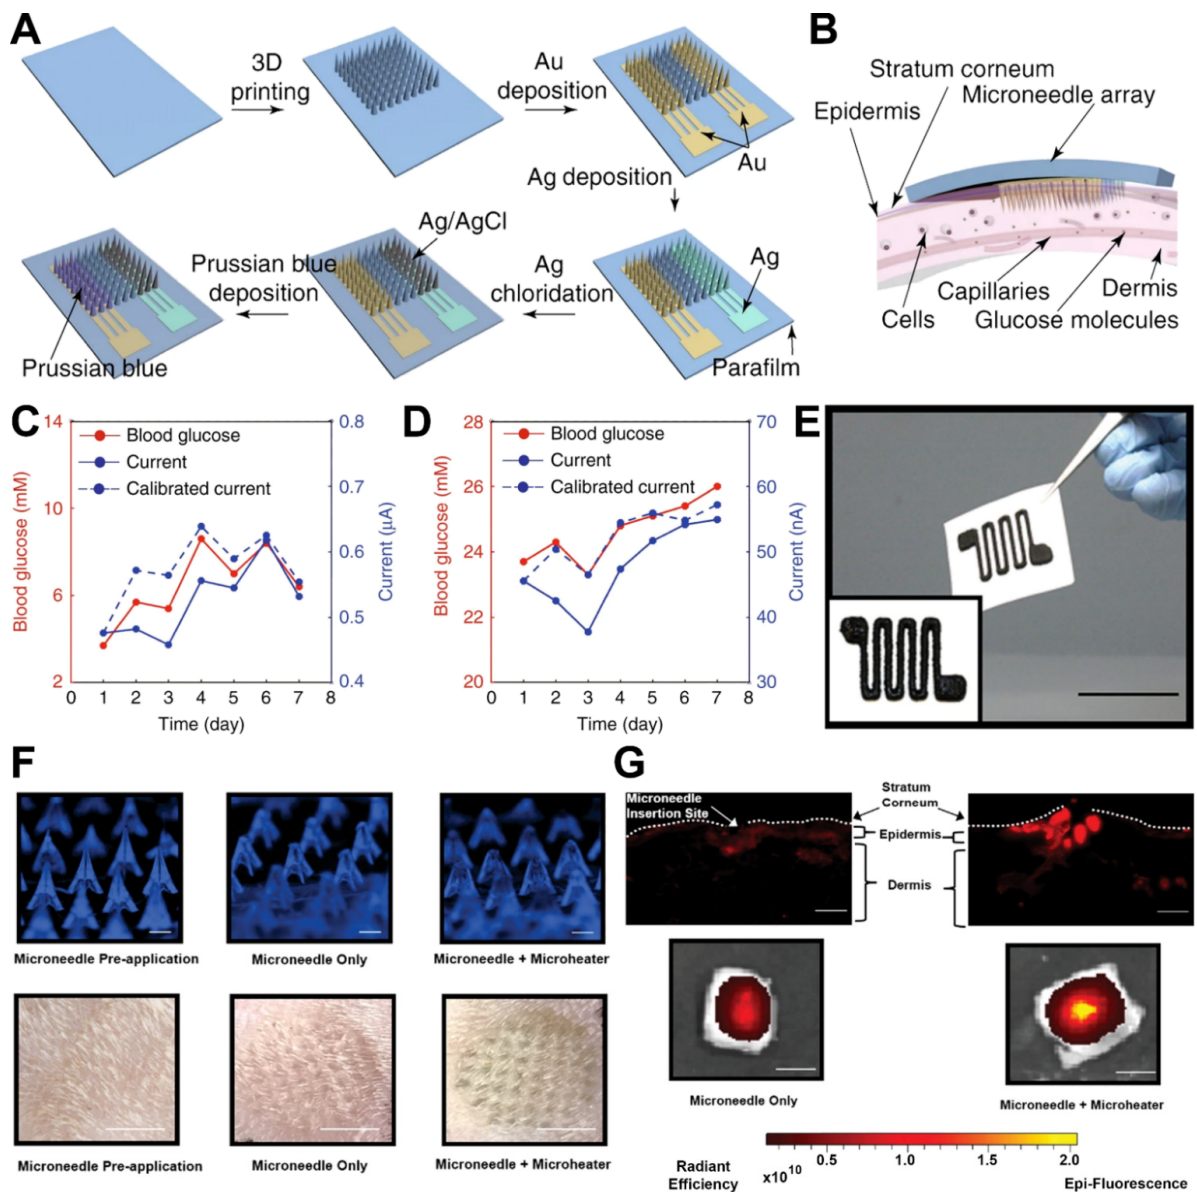 A
3D
printing
Au
deposition
Au
Ag deposition
Ag/AgCl
Prussian blue
deposition
Ag
chloridation
Ag
Prussian blue
Parafilm
B
Stratum corneum
Microneedle array
Epidermis
Capillaries
Dermis
Cells
Glucose molecules
C
14
10
6
2
Blood glucose (mM)
Blood glucose
Current
Calibrated current
0.8
0.7
0.6
0.5
0.4
Current (µA)
0 1 2 3 4 5 6 7 8
Time (day)
D
28
26
24
22
20
Blood glucose (mM)
Blood glucose
Current
Calibrated current
70
60
50
40
30
Current (nA)
0 1 2 3 4 5 6 7 8
Time (day)
E
F
Microneedle Pre-application
Microneedle Only
Microneedle + Microheater
Microneedle Pre-application
Microneedle Only
Microneedle + Microheater
G
Microneedle
Insertion Site
Stratum
Corneum
Epidermis
Dermis
Microneedle Only
Microneedle + Microheater
Radiant
Efficiency
x10¹⁰
0.5 1.0 1.5 2.0
Epi-Fluorescence